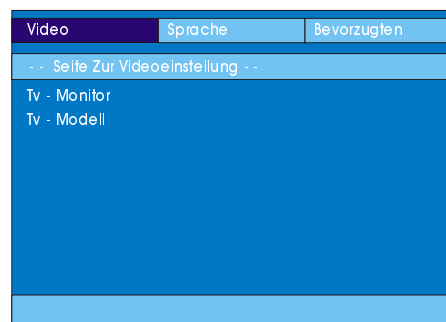 Video Sprache Bevorzugten
- - Seite Zur Videoeinstellung - -
Tv - Monitor
Tv - Modell